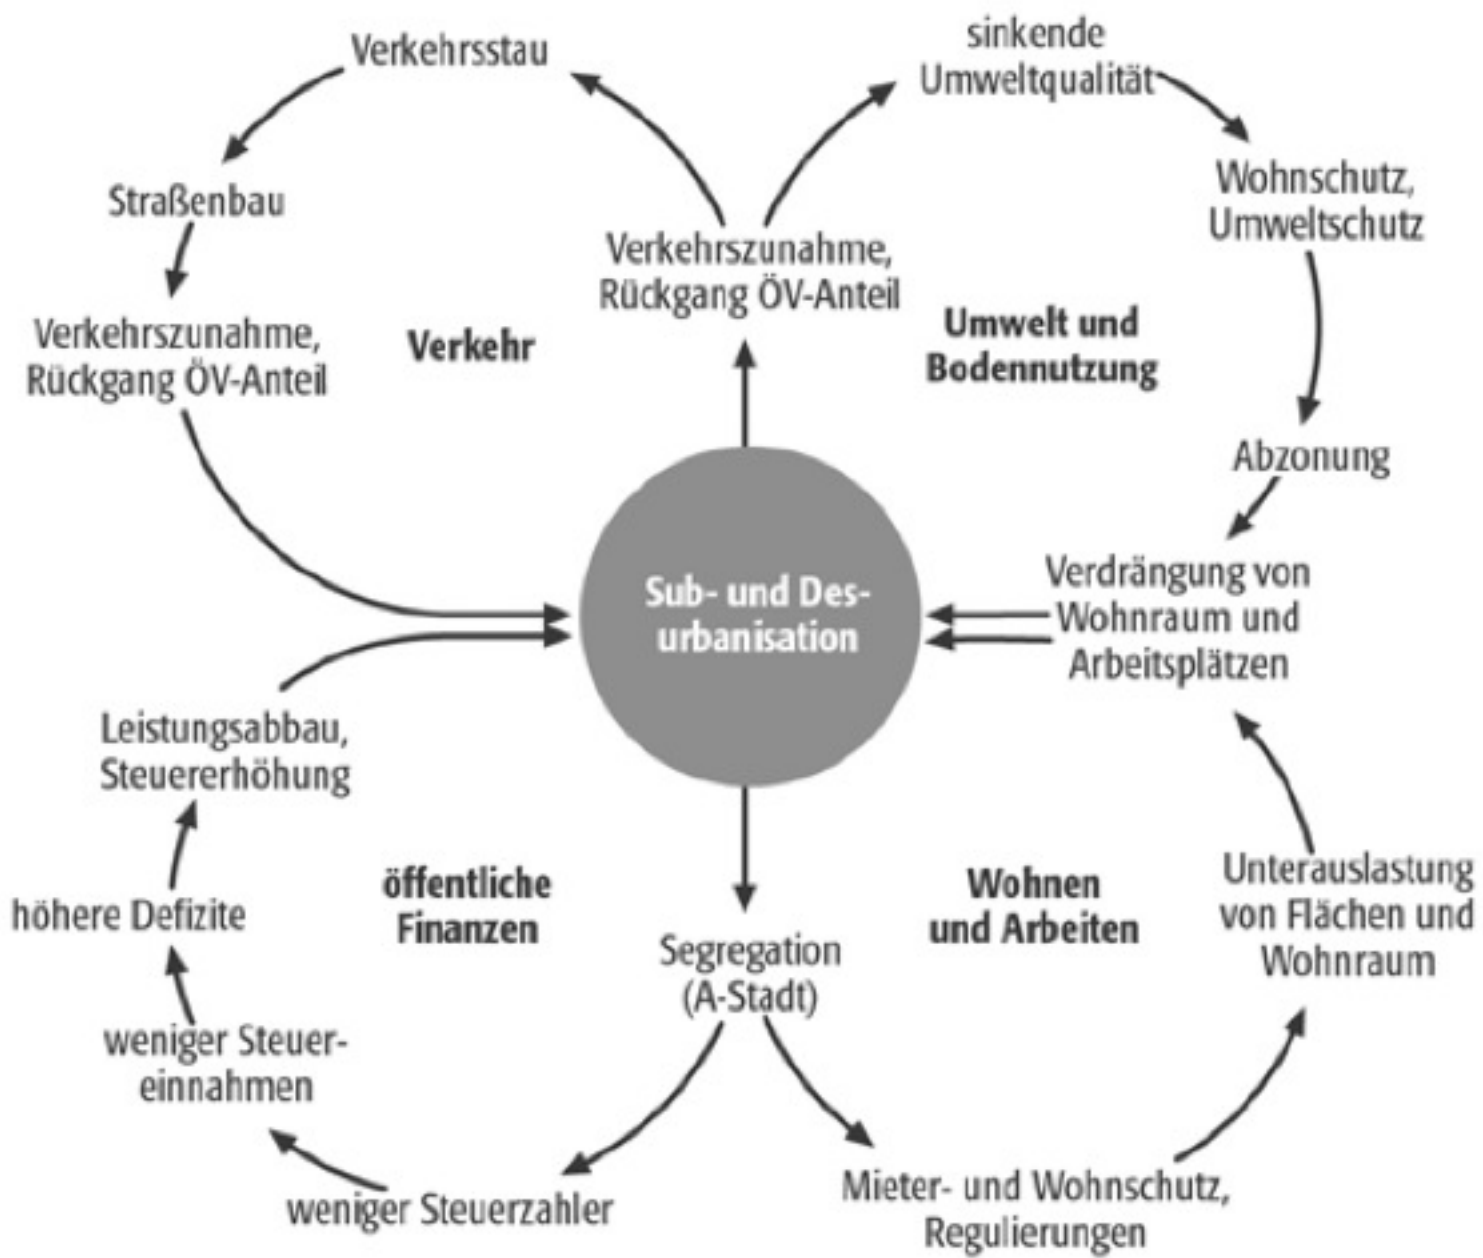 Verkehrsstau
sinkende
Umweltqualität
Straßenbau
Wohnschutz,
Umweltschutz
Verkehrszunahme,
Rückgang ÖV-Anteil
Verkehrszunahme,
Rückgang ÖV-Anteil
Verkehr
Umwelt und
Bodennutzung
Abzonung
Sub- und Des-
urbanisation
Verdrängung von
Wohnraum und
Arbeitsplätzen
Leistungsabbau,
Steuererhöhung
höhere Defizite
öffentliche
Finanzen
Wohnen
und Arbeiten
Unterauslastung
von Flächen und
Wohnraum
Segregation
(A-Stadt)
weniger Steuer-
einnahmen
weniger Steuerzahler
Mieter- und Wohnschutz,
Regulierungen